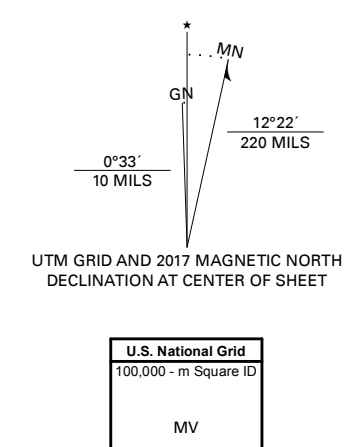 ★
MN
GN
12°22´
220 MILS
0°33´
10 MILS
UTM GRID AND 2017 MAGNETIC NORTH
DECLINATION AT CENTER OF SHEET
U.S. National Grid
100,000 - m Square ID
MV